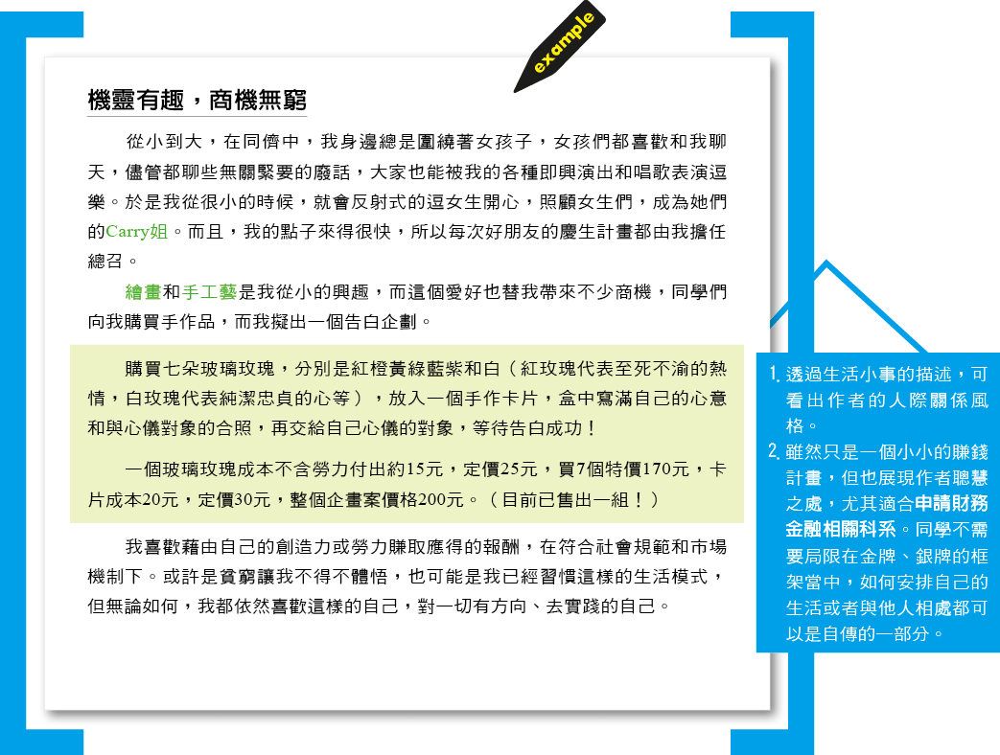 example
機靈有趣，商機無窮
從小到大，在同儕中，我身邊總是圍繞著女孩子，女孩們都喜歡和我聊
天，儘管都聊些無關緊要的廢話，大家也能被我的各種即興演出和唱歌表演逗
樂。於是我從很小的時候，就會反射式的逗女生開心，照顧女生們，成為她們
的Carry姐。而且，我的點子來得很快，所以每次好朋友的慶生計畫都由我擔任
總召。
繪畫和手工藝是我從小的興趣，而這個愛好也替我帶來不少商機，同學們
向我購買手作品，而我擬出一個告白企劃。
購買七朵玻璃玫瑰，分別是紅橙黃綠藍紫和白（紅玫瑰代表至死不渝的熱
情，白玫瑰代表純潔忠貞的心等），放入一個手作卡片，盒中寫滿自己的心意
和與心儀對象的合照，再交給自己心儀的對象，等待告白成功！
一個玻璃玫瑰成本不含勞力付出約15元，定價25元，買7個特價170元，卡
片成本20元，定價30元，整個企畫案價格200元。（目前已售出一組！）
我喜歡藉由自己的創造力或勞力賺取應得的報酬，在符合社會規範和市場
機制下。或許是貧窮讓我不得不體悟，也可能是我已經習慣這樣的生活模式，
但無論如何，我都依然喜歡這樣的自己，對一切有方向、去實踐的自己。
1. 透過生活小事的描述，可
看出作者的人際關係風
格。
2. 雖然只是一個小小的賺錢
計畫，但也展現作者聰慧
之處，尤其適合申請財務
金融相關科系。同學不需
要局限在金牌、銀牌的框
架當中，如何安排自己的
生活或者與他人相處都可
以是自傳的一部分。